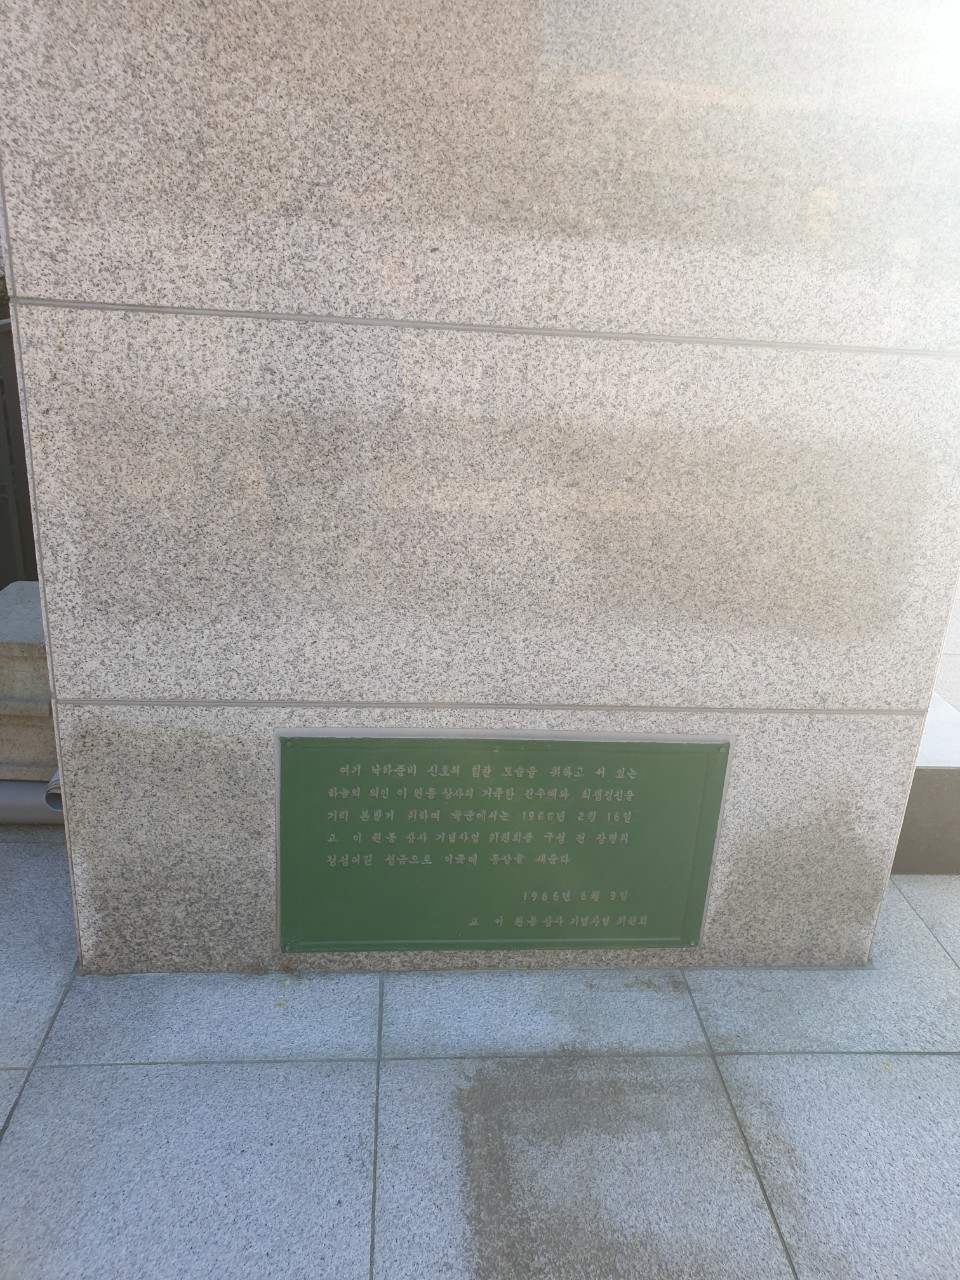 여기 낙하준비 신호의 힘찬 모습을 취하고 서 있는
하늘의 의인 이 원등 상사의 거룩한 전우애와 희생정신을
기리 본받기 위하여 육군에서는 1966년 2월 16일
고 이 원등 상사 기념사업 위원회를 구성 전 장병의
정성어린 성금으로 이곳에 동상을 세운다
1966년 6월 9일
고 이 원등 상사 기념사업 위원회